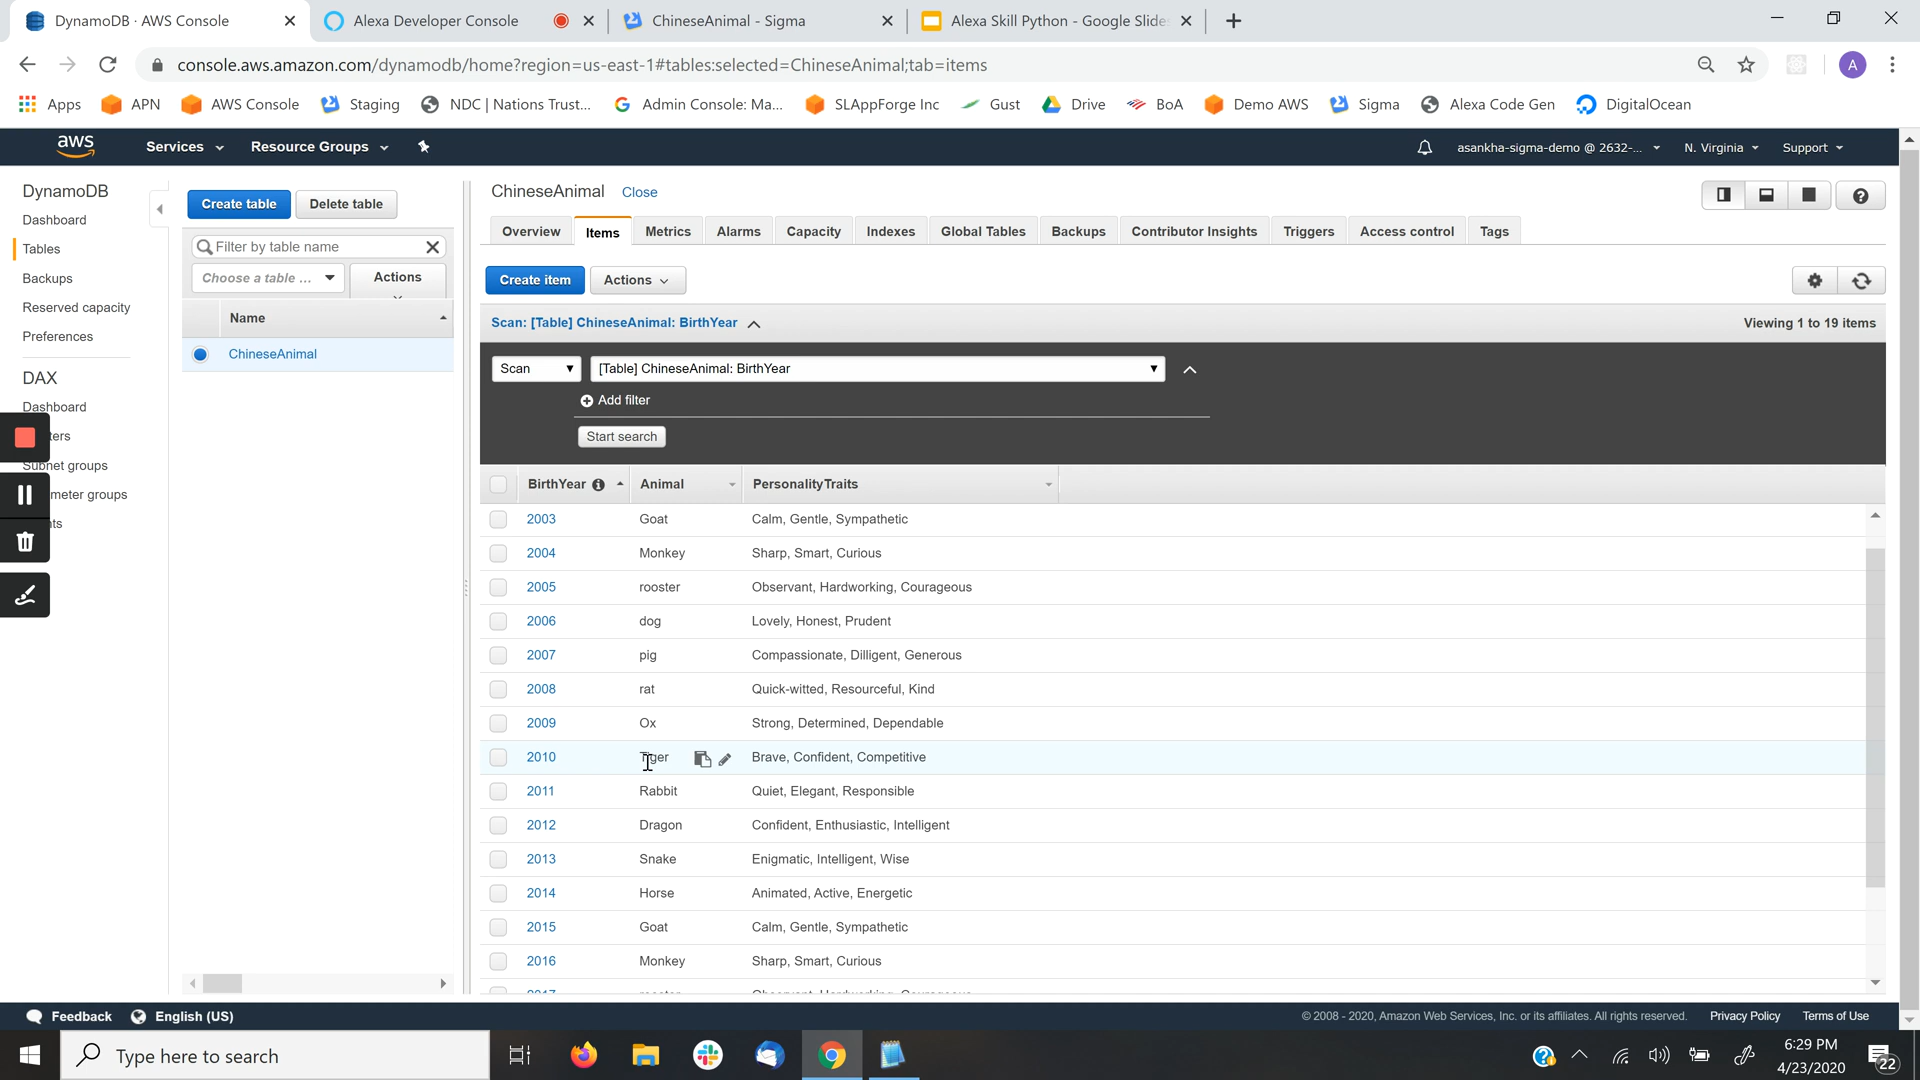 DynamoDB · AWS Console
Alexa Developer Console
ChineseAnimal - Sigma
Alexa Skill Python - Google Slide
console.aws.amazon.com/dynamodb/home?region=us-east-1#tables:selected=ChineseAnimal;tab=items
A
Apps APN AWS Console Staging NDC | Nations Trust... Admin Console: Ma... SLAppForge Inc Gust Drive BoA Demo AWS Sigma Alexa Code Gen DigitalOcean
aws Services Resource Groups asankha-sigma-demo @ 2632-... N. Virginia Support
DynamoDB
Dashboard
Tables
Backups
Reserved capacity
Preferences
DAX
Dashboard
ters
Subnet groups
meter groups
ts
Create table Delete table
Filter by table name
Choose a table ... Actions
Name
ChineseAnimal
ChineseAnimal Close
Overview Items Metrics Alarms Capacity Indexes Global Tables Backups Contributor Insights Triggers Access control Tags
Create item Actions
Scan: [Table] ChineseAnimal: BirthYear
Viewing 1 to 19 items
Scan [Table] ChineseAnimal: BirthYear
Add filter
Start search
BirthYear Animal PersonalityTraits
2003 Goat Calm, Gentle, Sympathetic
2004 Monkey Sharp, Smart, Curious
2005 rooster Observant, Hardworking, Courageous
2006 dog Lovely, Honest, Prudent
2007 pig Compassionate, Dilligent, Generous
2008 rat Quick-witted, Resourceful, Kind
2009 Ox Strong, Determined, Dependable
2010 Tiger Brave, Confident, Competitive
2011 Rabbit Quiet, Elegant, Responsible
2012 Dragon Confident, Enthusiastic, Intelligent
2013 Snake Enigmatic, Intelligent, Wise
2014 Horse Animated, Active, Energetic
2015 Goat Calm, Gentle, Sympathetic
2016 Monkey Sharp, Smart, Curious
2017 rooster Observant, Hardworking, Courageous
Feedback English (US)
© 2008 - 2020, Amazon Web Services, Inc. or its affiliates. All rights reserved. Privacy Policy Terms of Use
Type here to search
6:29 PM
4/23/2020
22